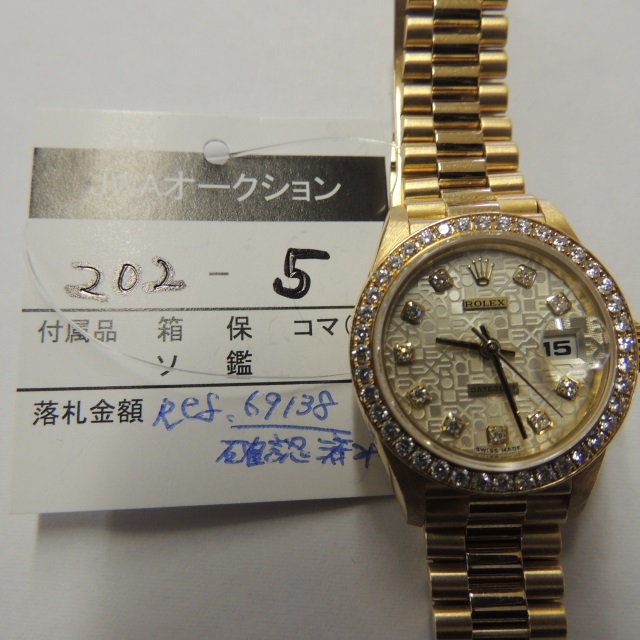 JWAオークション
202 - 5
付属品 箱 保 コマ(
ソ 鑑
落札金額 Ref. 69138
確認済み
ROLEX
15
SWISS MADE